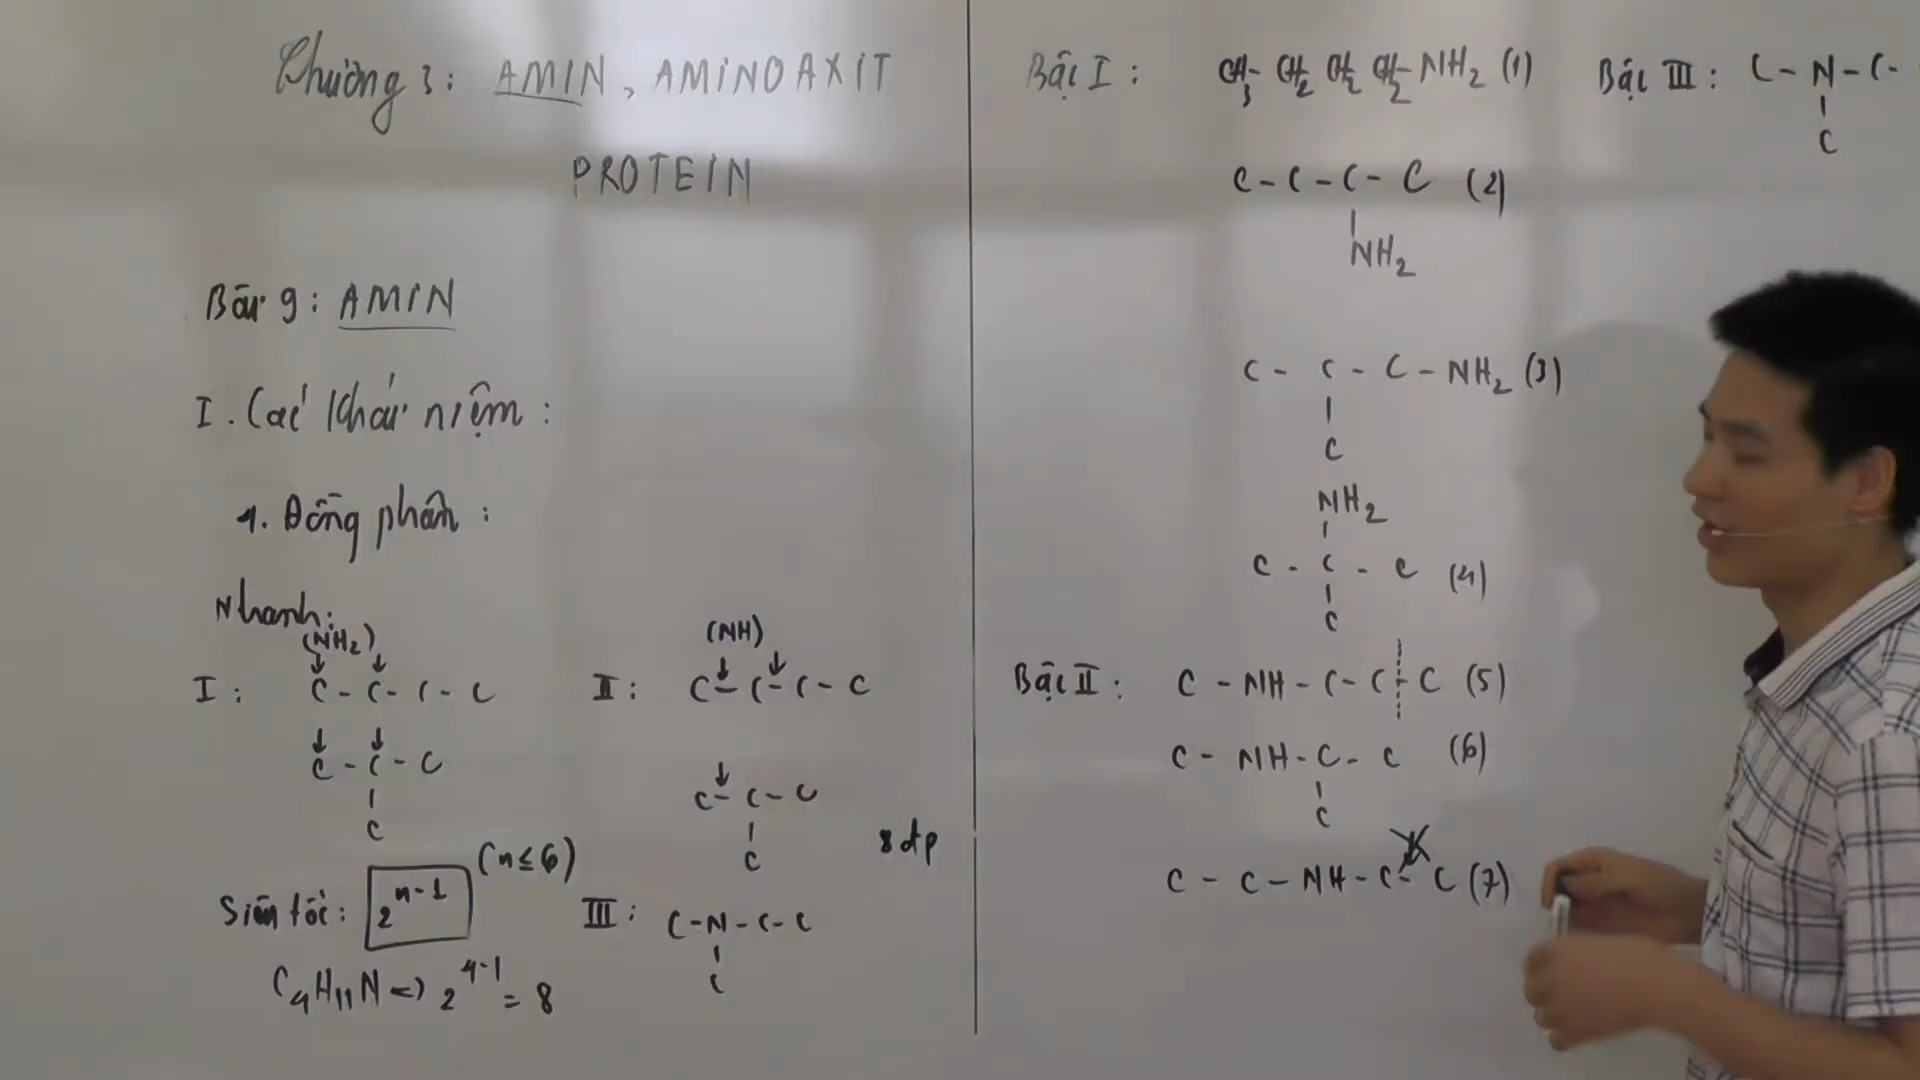 Chương 3: AMIN, AMINOAXIT
PROTEIN
Bài 9: AMIN
I. Các khái niệm:
1. Đồng phân:
Nhanh:
(NH2)
↓ ↓
I: C - C - C - C
↓ ↓
C - C - C
|
C
(NH)
↓ ↓
II: C - C - C - C
↓
C - C - C
|
C
8 đp
Siêu tốc: 2^(n-1) (n≤6)
III: C-N-C-C
|
C
C4H11N => 2^(4-1) = 8
Bậc I: CH3- CH2 CH2 CH2-NH2 (1)
C-C-C-C (2)
|
NH2
C - C - C - NH2 (3)
|
C
NH2
|
C - C - C (4)
|
C
Bậc II: C - NH - C - C - C (5)
C - NH - C - C (6)
|
C
C - C - NH - C - C (7)
Bậc III: C-N-C-
|
C